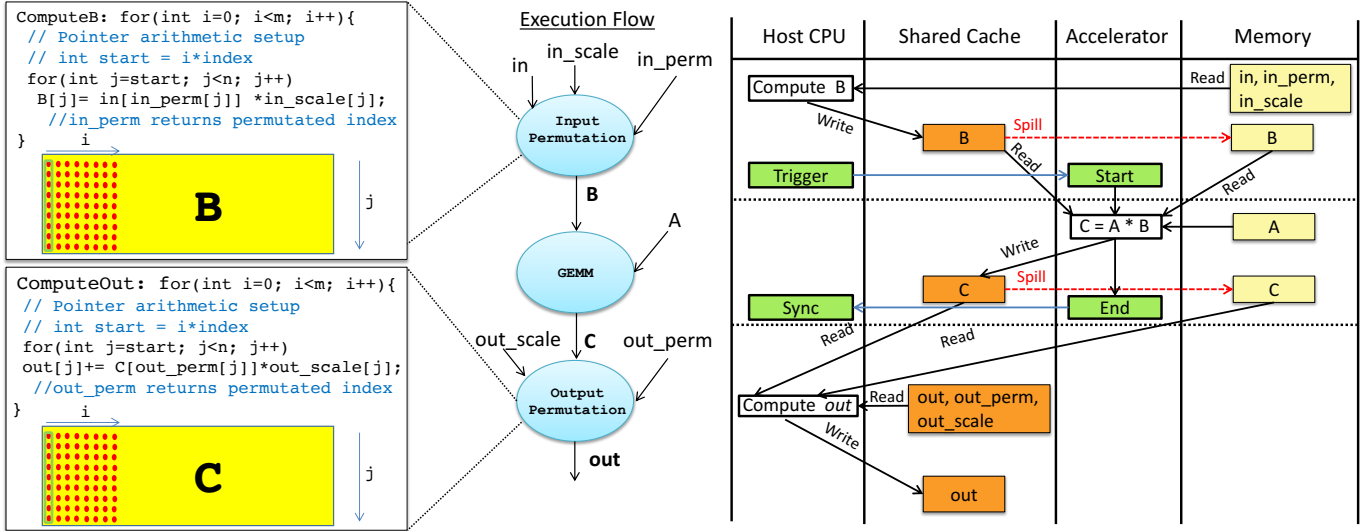 ComputeB: for(int i=0; i<m; i++){
// Pointer arithmetic setup
// int start = i*index
for(int j=start; j<n; j++)
B[j]= in[in_perm[j]] *in_scale[j];
//in_perm returns permutated index
}
i
B
j
ComputeOut: for(int i=0; i<m; i++){
// Pointer arithmetic setup
// int start = i*index
for(int j=start; j<n; j++)
out[j]+= C[out_perm[j]]*out_scale[j];
//out_perm returns permutated index
}
i
C
j
Execution Flow
in
in_scale
in_perm
Input
Permutation
B
A
GEMM
C
out_scale
out_perm
Output
Permutation
out
Host CPU
Shared Cache
Accelerator
Memory
Compute B
Read
in, in_perm,
in_scale
Write
B
Spill
B
Read
Read
Trigger
Start
C = A * B
A
Write
C
Spill
C
Sync
End
Read
Read
Compute out
Read
out, out_perm,
out_scale
Write
out